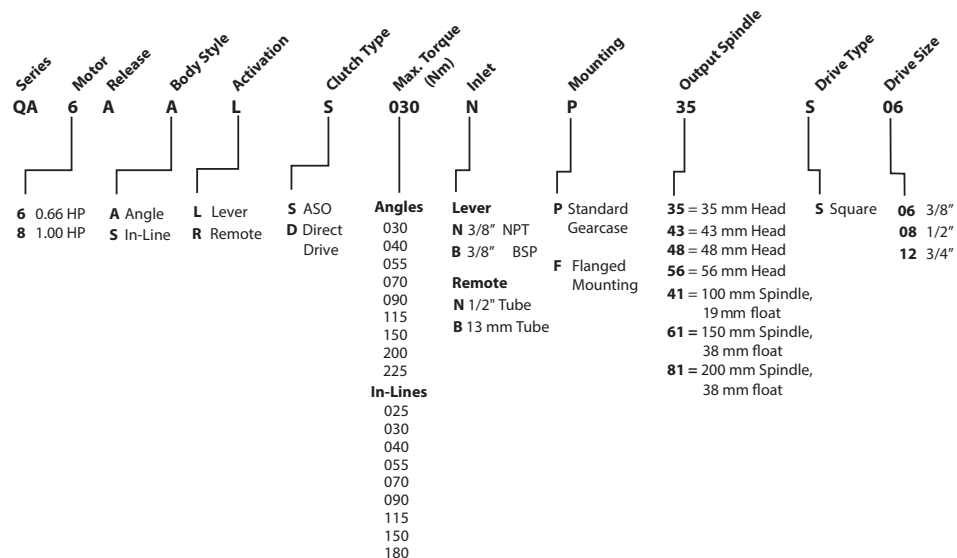 Series Motor Release Body Style Activation Clutch Type Max. Torque (Nm) Inlet Mounting Output Spindle Drive Type Drive Size
QA 6 A A L S 030 N P 35 S 06
6 0.66 HP
8 1.00 HP
A Angle
S In-Line
L Lever
R Remote
S ASO
D Direct
Drive
Angles
030
040
055
070
090
115
150
200
225
In-Lines
025
030
040
055
070
090
115
150
180
Lever
N 3/8” NPT
B 3/8” BSP
Remote
N 1/2" Tube
B 13 mm Tube
P Standard
Gearcase
F Flanged
Mounting
35 = 35 mm Head
43 = 43 mm Head
48 = 48 mm Head
56 = 56 mm Head
41 = 100 mm Spindle,
19 mm float
61 = 150 mm Spindle,
38 mm float
81 = 200 mm Spindle,
38 mm float
S Square
06 3/8”
08 1/2”
12 3/4”